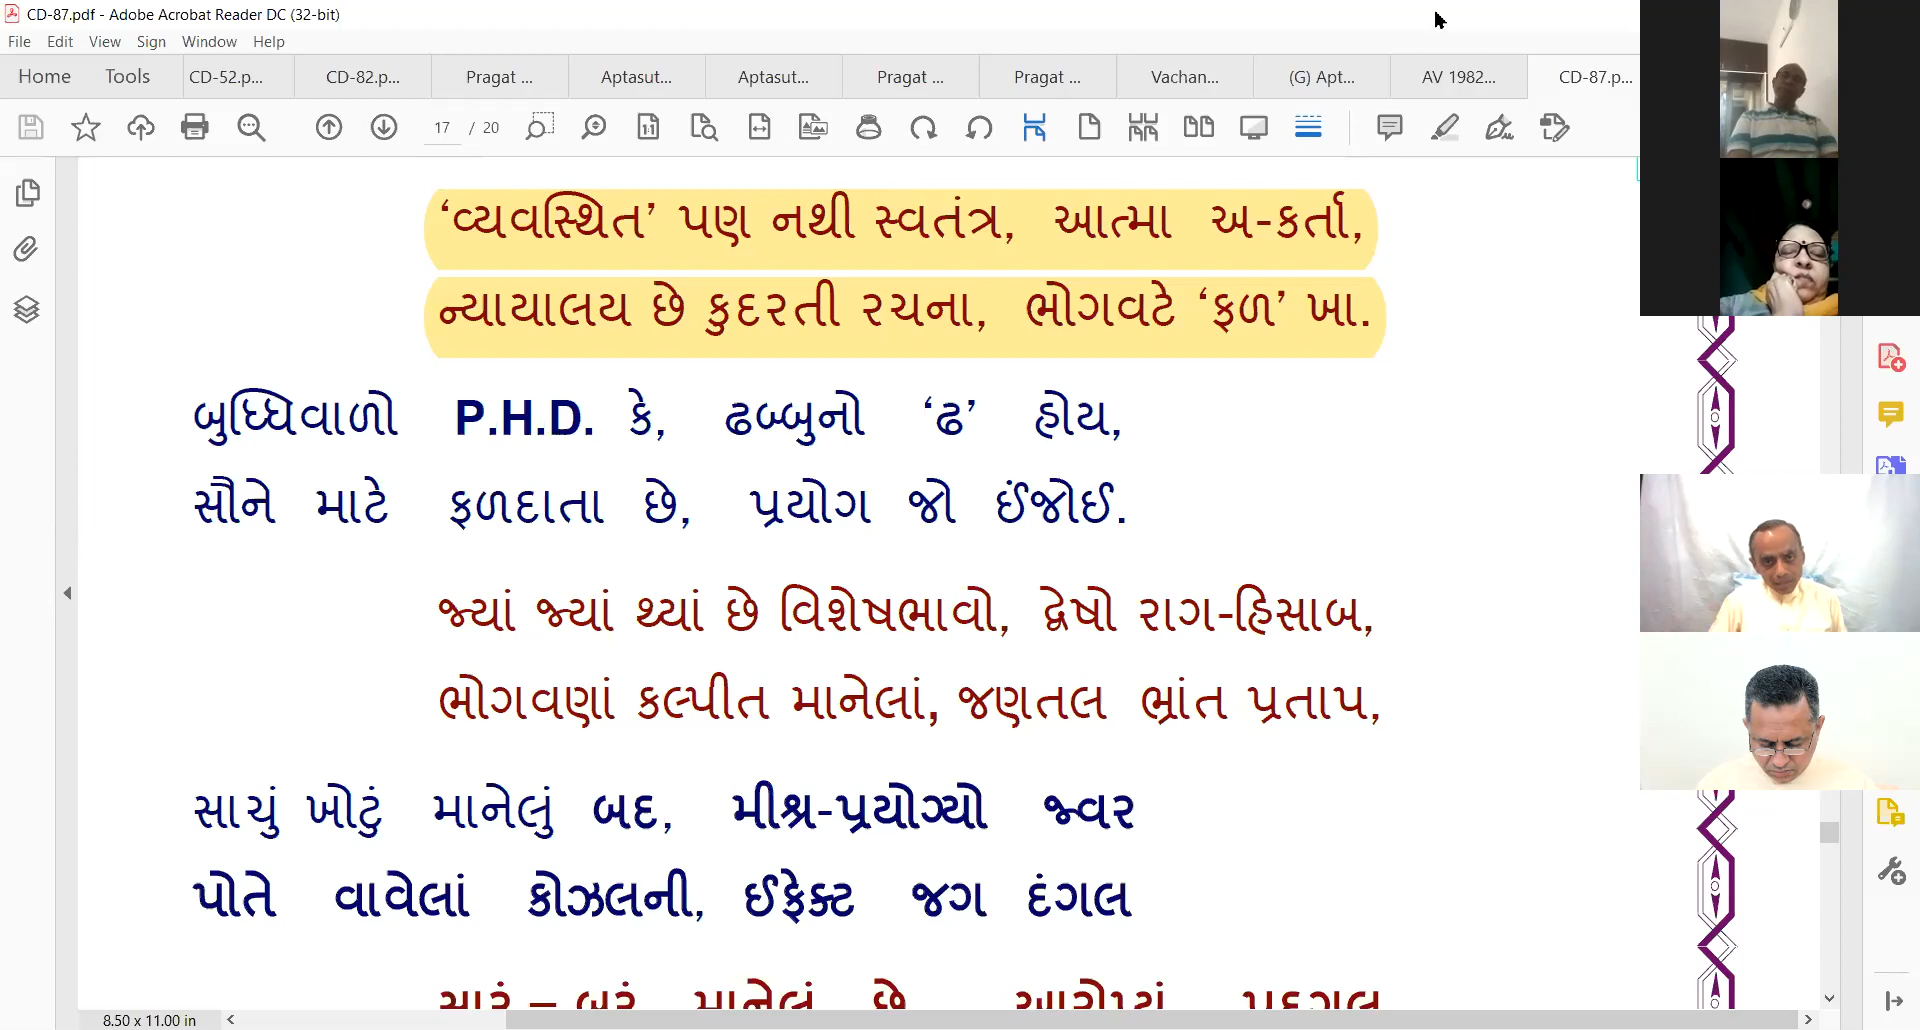 CD-87.pdf - Adobe Acrobat Reader DC (32-bit)
File Edit View Sign Window Help
Home Tools CD-52.p... CD-82.p... Pragat ... Aptasut... Aptasut... Pragat ... Pragat ... Vachan... (G) Apt... AV 1982... CD-87.p...
17 / 20
‘વ્યવસ્થિત’ પણ નથી સ્વતંત્ર, આત્મા અ-કર્તા,
ન્યાયાલય છે કુદરતી રચના, ભોગવટે ‘ફળ’ ખા.
બુધ્ધિવાળો P.H.D. કે, ઢબ્બુનો ‘ઢ’ હોય,
સૌને માટે ફળદાતા છે, પ્રયોગ જો ઈંજોઈ.
જ્યાં જ્યાં થ્યાં છે વિશેષભાવો, દ્વેષો રાગ-હિસાબ,
ભોગવણાં કલ્પીત માનેલાં, જણતલ ભ્રાંત પ્રતાપ,
સાચું ખોટું માનેલું બદ, મીશ્ર-પ્રયોગ્યો જ્વર
પોતે વાવેલાં કોઝલની, ઈફેક્ટ જગ દંગલ
8.50 x 11.00 in